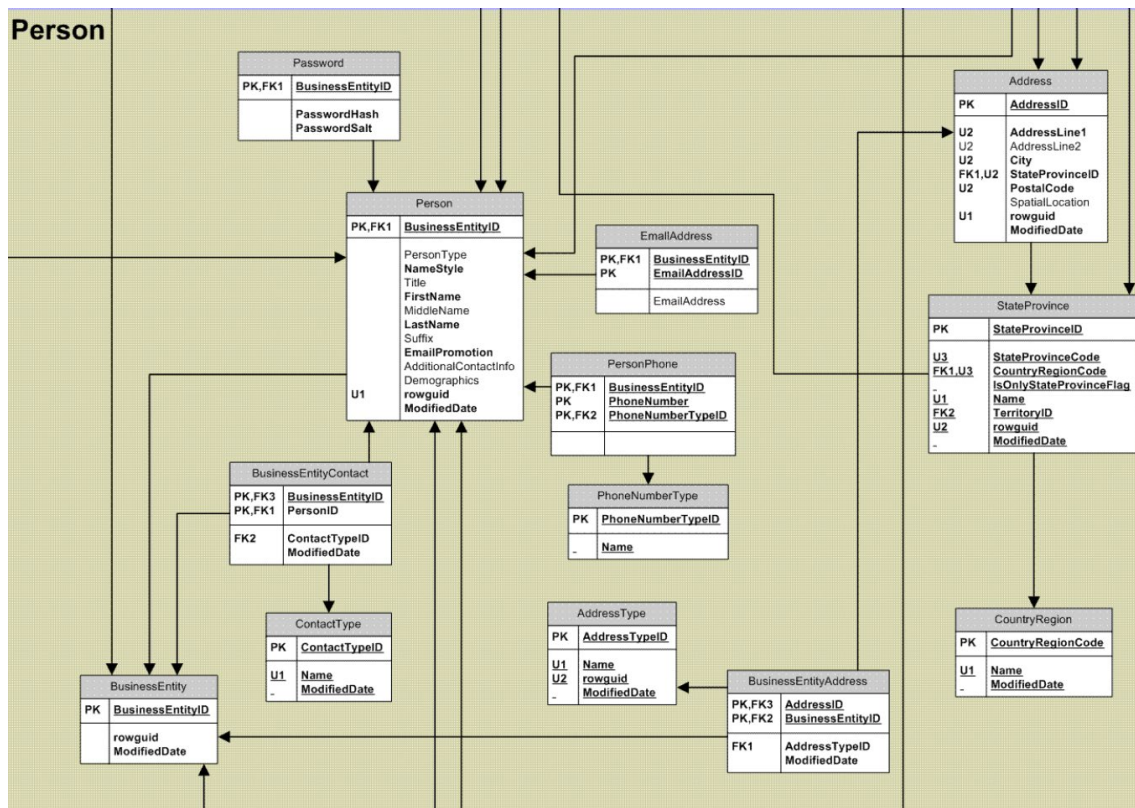 Person
Password
PK,FK1 BusinessEntityID
PasswordHash
PasswordSalt
Person
PK,FK1 BusinessEntityID
PersonType
NameStyle
Title
FirstName
MiddleName
LastName
Suffix
EmailPromotion
AdditionalContactInfo
Demographics
U1 rowguid
ModifiedDate
EmailAddress
PK,FK1 BusinessEntityID
PK EmailAddressID
EmailAddress
PersonPhone
PK,FK1 BusinessEntityID
PK PhoneNumber
PK,FK2 PhoneNumberTypeID
PhoneNumberType
PK PhoneNumberTypeID
_ Name
Address
PK AddressID
U2 AddressLine1
U2 AddressLine2
U2 City
FK1,U2 StateProvinceID
U2 PostalCode
SpatialLocation
U1 rowguid
ModifiedDate
StateProvince
PK StateProvinceID
U3 StateProvinceCode
FK1,U3 CountryRegionCode
_ IsOnlyStateProvinceFlag
U1 Name
FK2 TerritoryID
U2 rowguid
_ ModifiedDate
CountryRegion
PK CountryRegionCode
U1 Name
_ ModifiedDate
BusinessEntityContact
PK,FK3 BusinessEntityID
PK,FK1 PersonID
FK2 ContactTypeID
ModifiedDate
ContactType
PK ContactTypeID
U1 Name
_ ModifiedDate
BusinessEntity
PK BusinessEntityID
rowguid
ModifiedDate
AddressType
PK AddressTypeID
U1 Name
U2 rowguid
_ ModifiedDate
BusinessEntityAddress
PK,FK3 AddressID
PK,FK2 BusinessEntityID
FK1 AddressTypeID
ModifiedDate